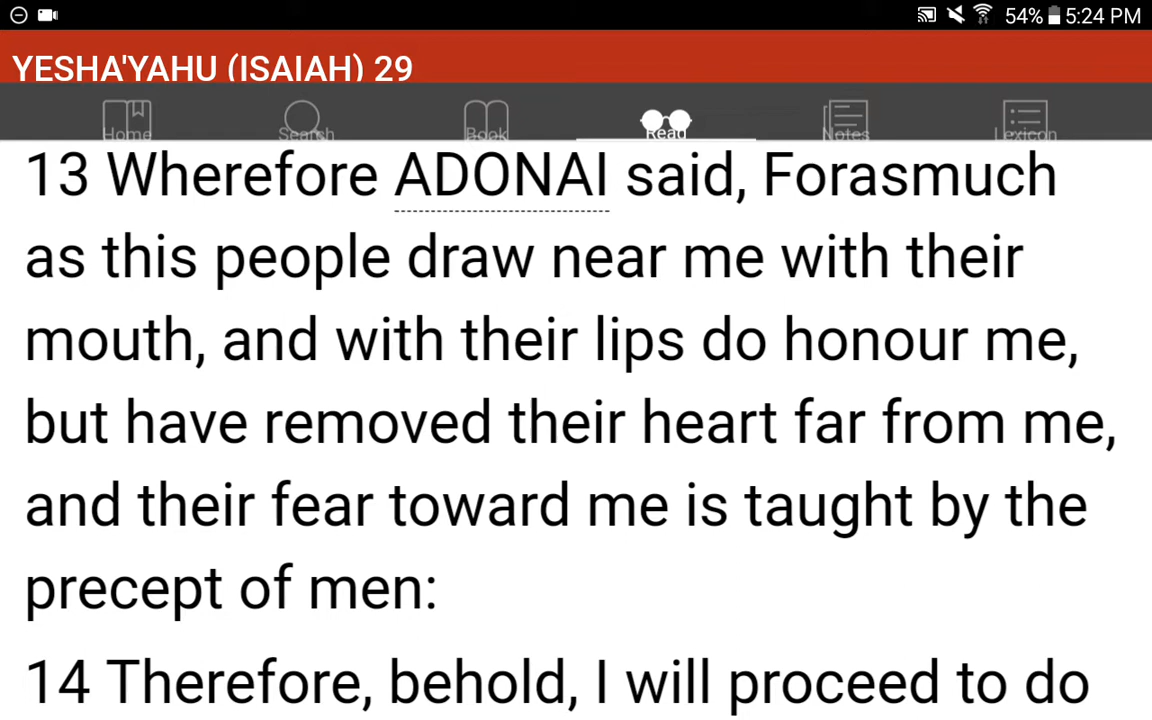 54% 5:24 PM
YESHA'YAHU (ISAIAH) 29
Home Search Book Read Notes Lexicon
13 Wherefore ADONAI said, Forasmuch
as this people draw near me with their
mouth, and with their lips do honour me,
but have removed their heart far from me,
and their fear toward me is taught by the
precept of men:
14 Therefore, behold, I will proceed to do